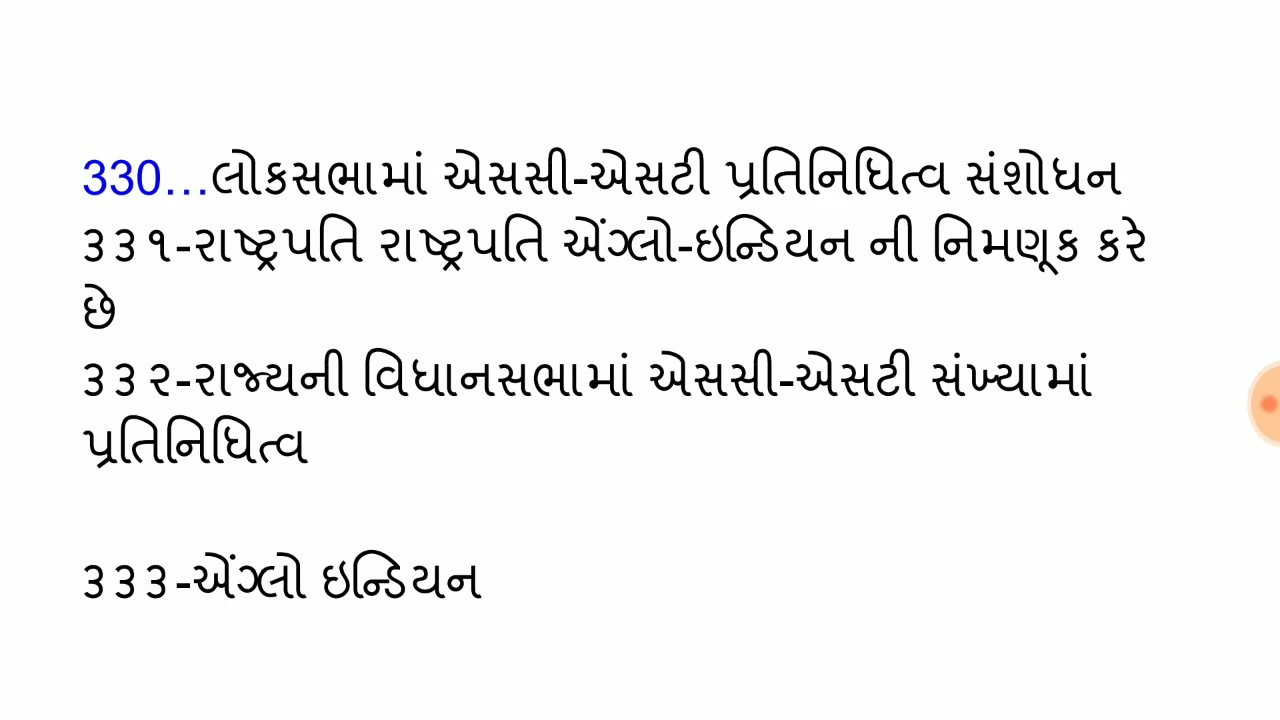 330...લોકસભામાં એસસી-એસટી પ્રતિનિધિત્વ સંશોધન
૩૩૧-રાષ્ટ્રપતિ રાષ્ટ્રપતિ એંગ્લો-ઇન્ડિયન ની નિમણૂક કરે
છે
૩૩૨-રાજ્યની વિધાનસભામાં એસસી-એસટી સંખ્યામાં
પ્રતિનિધિત્વ
૩૩૩-એંગ્લો ઇન્ડિયન